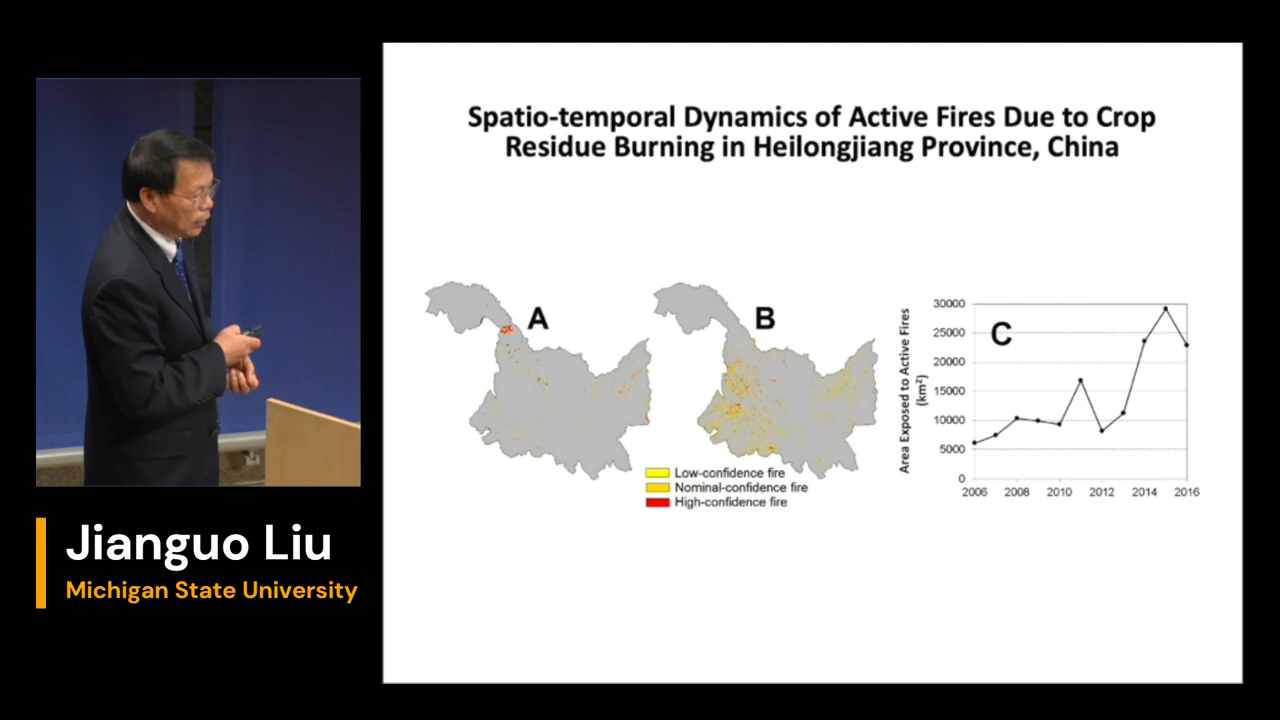 Spatio-temporal Dynamics of Active Fires Due to Crop
Residue Burning in Heilongjiang Province, China
A
B
Low-confidence fire
Nominal-confidence fire
High-confidence fire
C
Area Exposed to Active Fires
(km²)
30000
25000
20000
15000
10000
5000
0
2006
2008
2010
2012
2014
2016
Jianguo Liu
Michigan State University